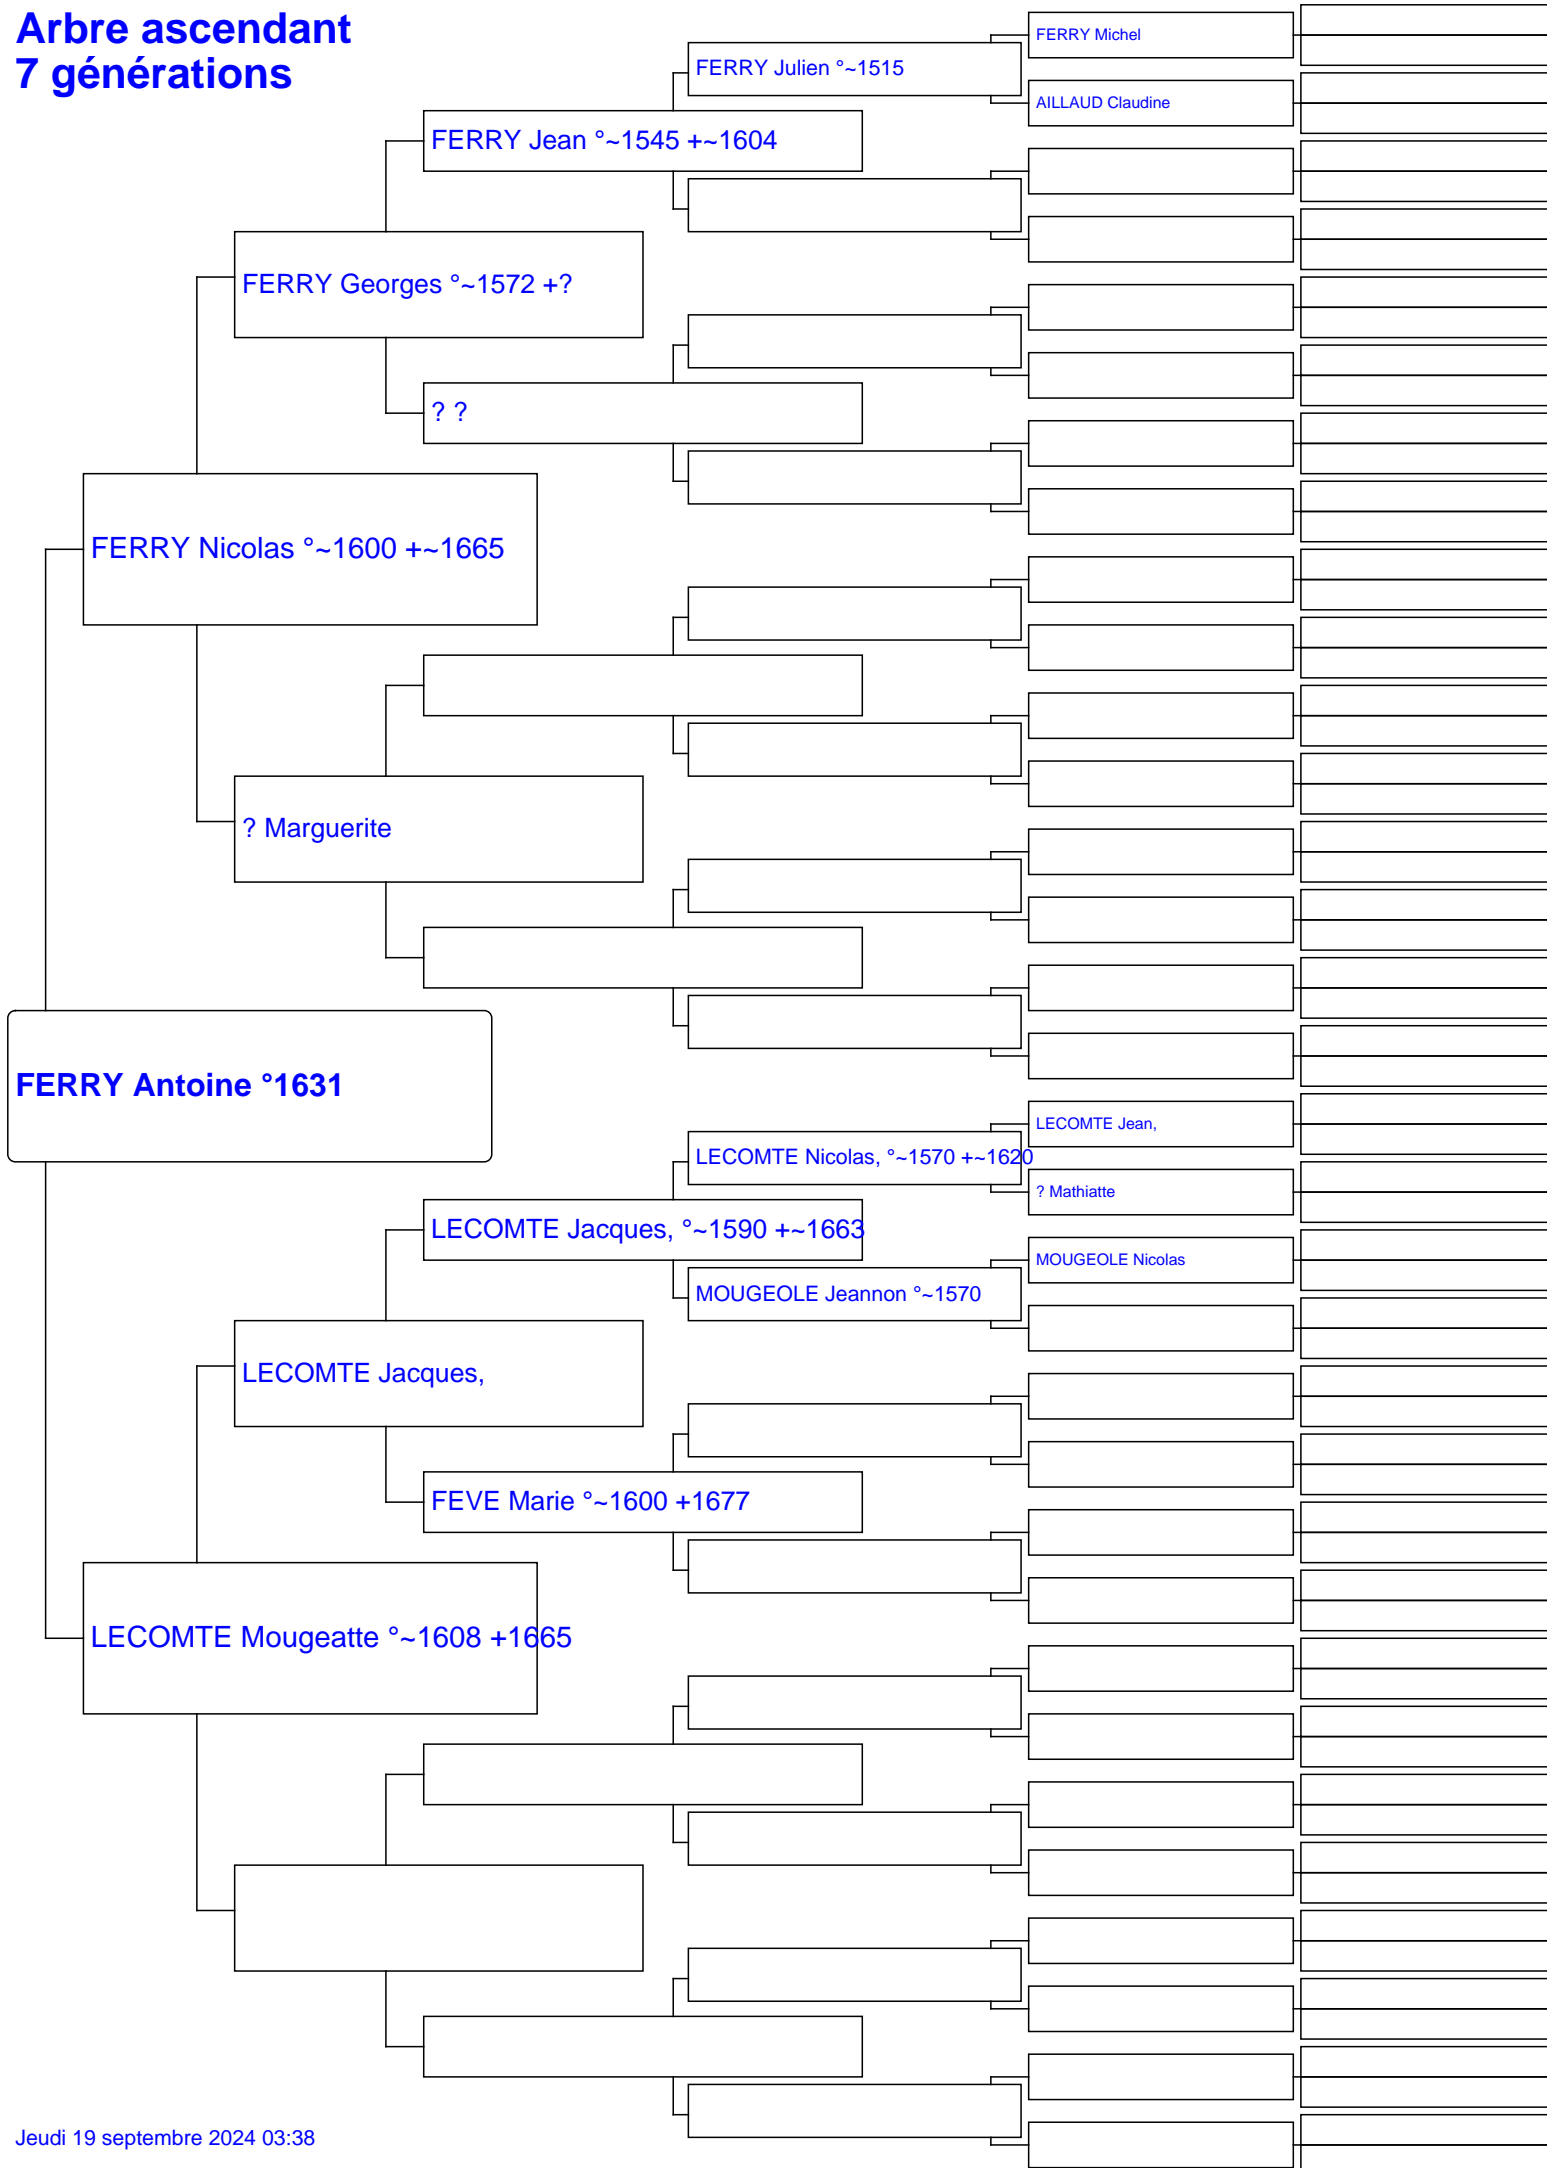 Arbre ascendant
7 générations
FERRY Michel
FERRY Julien °~1515
AILLAUD Claudine
FERRY Jean °~1545 +~1604
FERRY Georges °~1572 +?
? ?
FERRY Nicolas °~1600 +~1665
? Marguerite
FERRY Antoine °1631
LECOMTE Jean,
LECOMTE Nicolas, °~1570 +~1620
? Mathiatte
LECOMTE Jacques, °~1590 +~1663
MOUGEOLE Nicolas
MOUGEOLE Jeannon °~1570
LECOMTE Jacques,
FEVE Marie °~1600 +1677
LECOMTE Mougeatte °~1608 +1665
Jeudi 19 septembre 2024 03:38